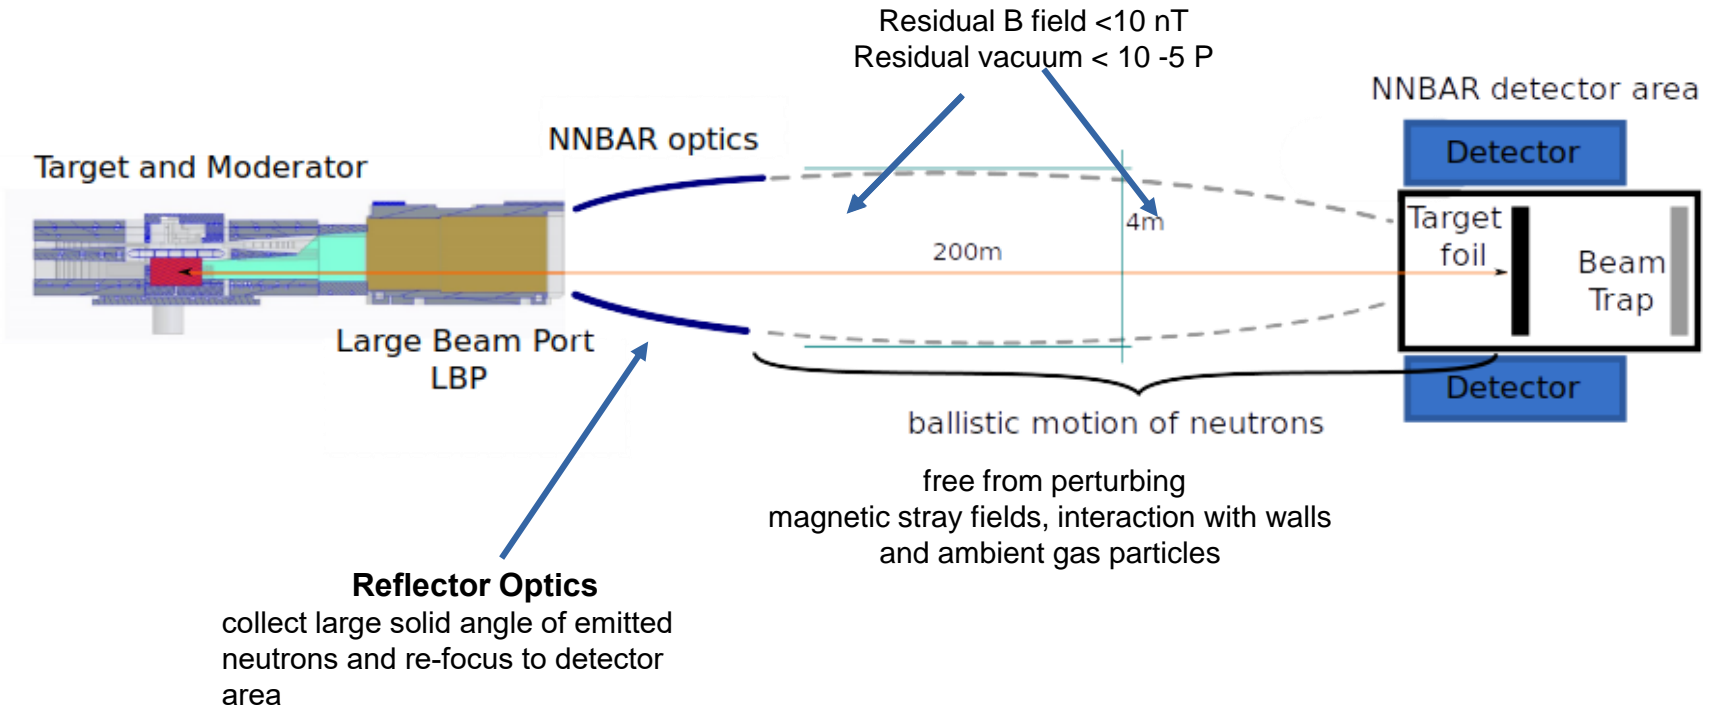 Residual B field <10 nT
Residual vacuum < 10 -5 P
NNBAR detector area
NNBAR optics
Detector
Target and Moderator
Target
foil
4m
200m
Beam
Trap
Large Beam Port
LBP
Detector
ballistic motion of neutrons
free from perturbing
magnetic stray fields, interaction with walls
and ambient gas particles
Reflector Optics
collect large solid angle of emitted
neutrons and re-focus to detector
area